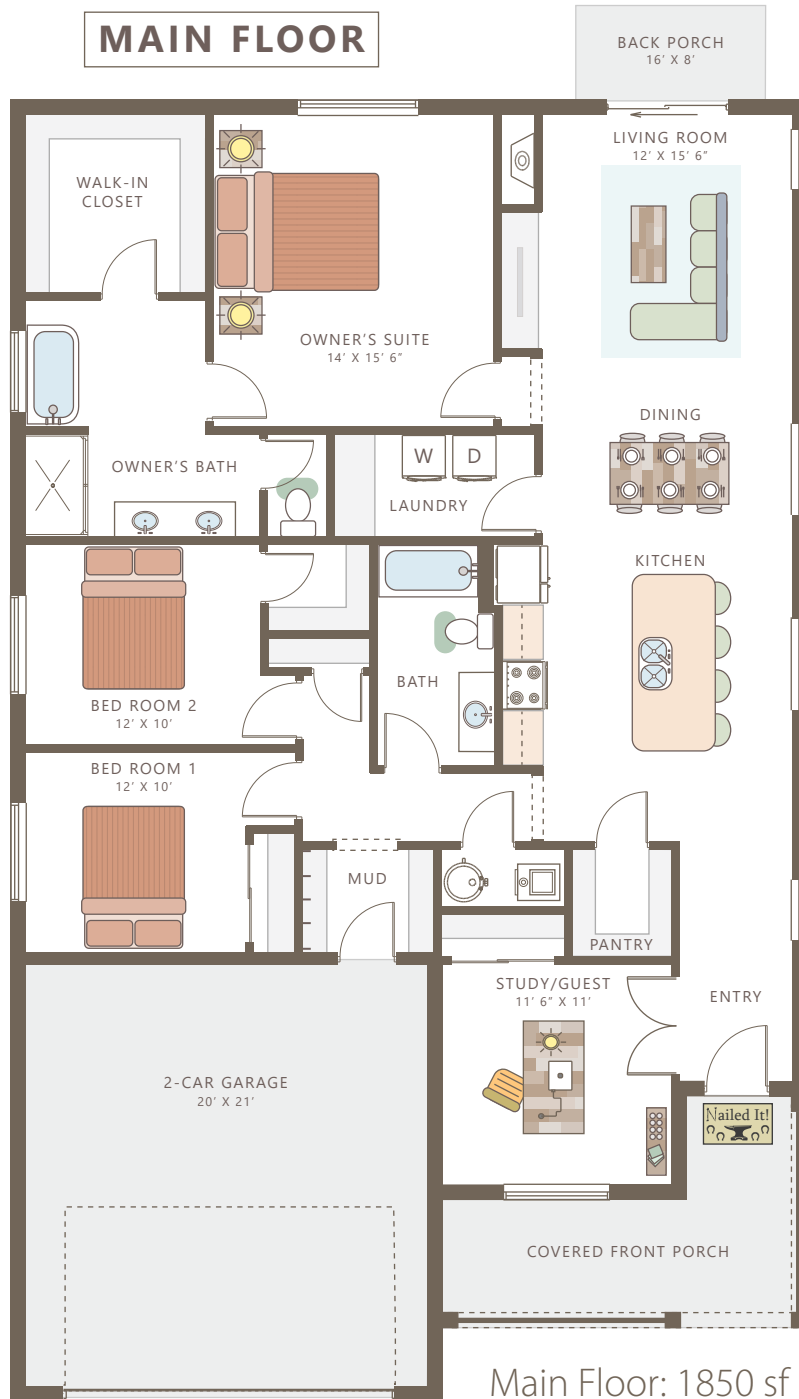 MAIN FLOOR
BACK PORCH
16’ X 8’
LIVING ROOM
12’ X 15’ 6”
WALK-IN
CLOSET
OWNER’S SUITE
14’ X 15’ 6”
DINING
OWNER’S BATH
W
D
LAUNDRY
KITCHEN
BATH
BED ROOM 2
12’ X 10’
BED ROOM 1
12’ X 10’
MUD
PANTRY
STUDY/GUEST
11’ 6” X 11’
ENTRY
2-CAR GARAGE
20’ X 21’
Nailed It!
COVERED FRONT PORCH
Main Floor: 1850 sf